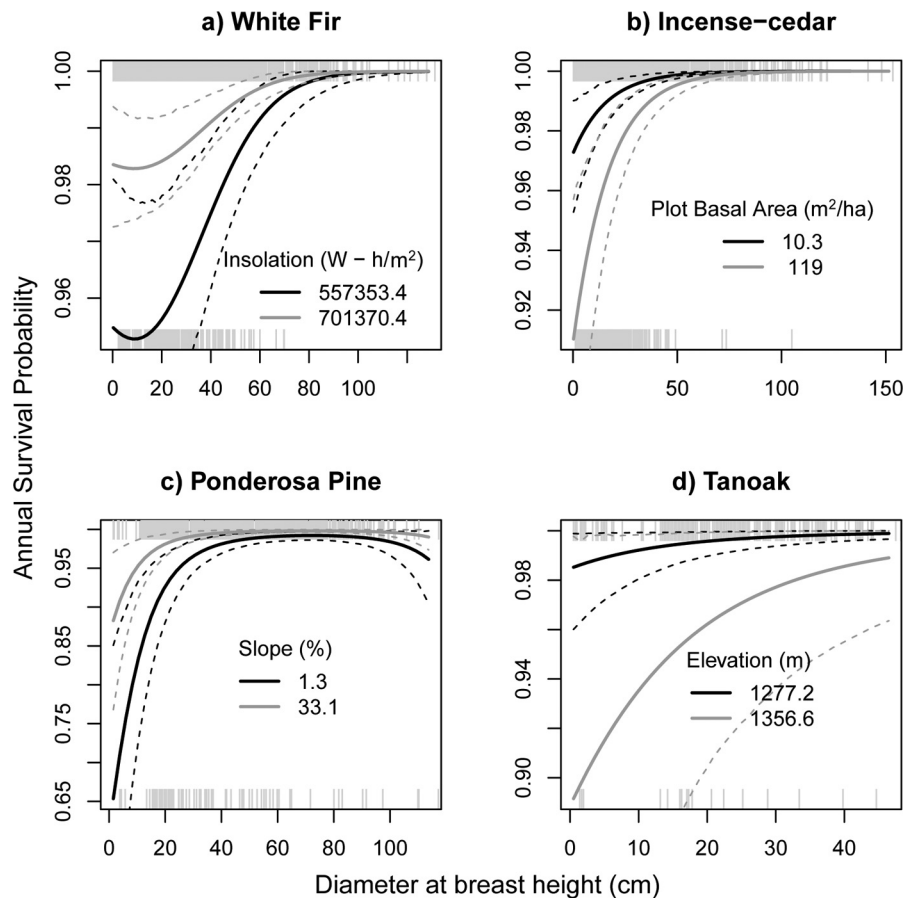 a) White Fir
b) Incense−cedar
1.00
0.98
0.96
Insolation (W − h/m²)
557353.4
701370.4
0 20 40 60 80 100
1.00
0.98
0.96
0.94
0.92
Plot Basal Area (m²/ha)
10.3
119
0 50 100 150
Annual Survival Probability
c) Ponderosa Pine
d) Tanoak
0.95
0.85
0.75
0.65
Slope (%)
1.3
33.1
0 20 40 60 80 100
0.98
0.94
0.90
Elevation (m)
1277.2
1356.6
0 10 20 30 40
Diameter at breast height (cm)